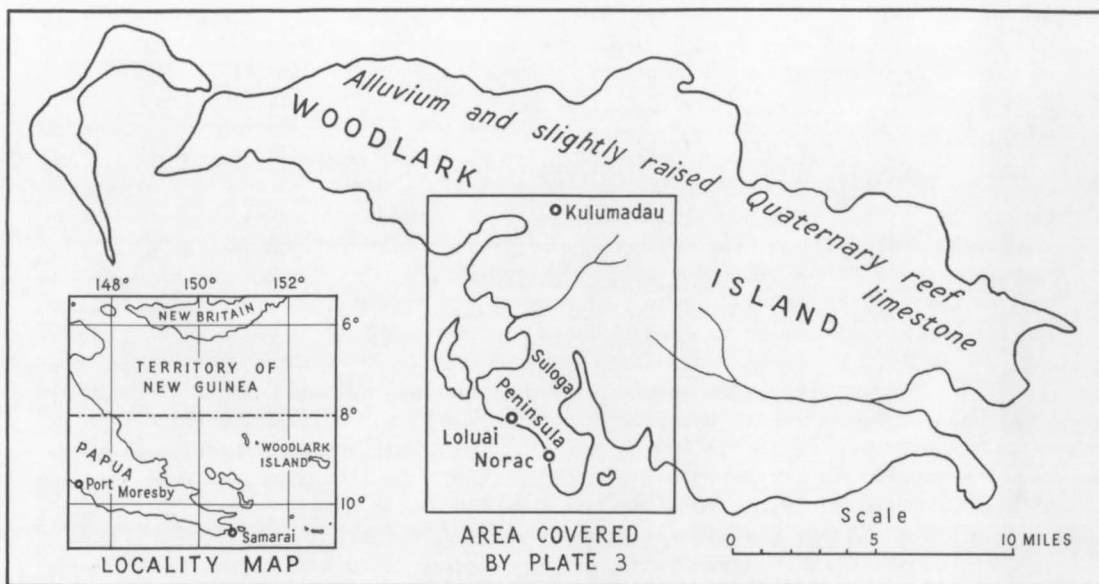 Alluvium and slightly raised Quaternary reef
limestone
WOODLARK
ISLAND
Kulumadau
Suloga
Peninsula
Loluai
Norac
AREA COVERED
BY PLATE 3
Scale
0 5 10 MILES
148° 150° 152°
NEW BRITAIN
6°
TERRITORY OF
NEW GUINEA
8°
WOODLARK
ISLAND
PAPUA
Port Moresby
10°
Samarai
LOCALITY MAP